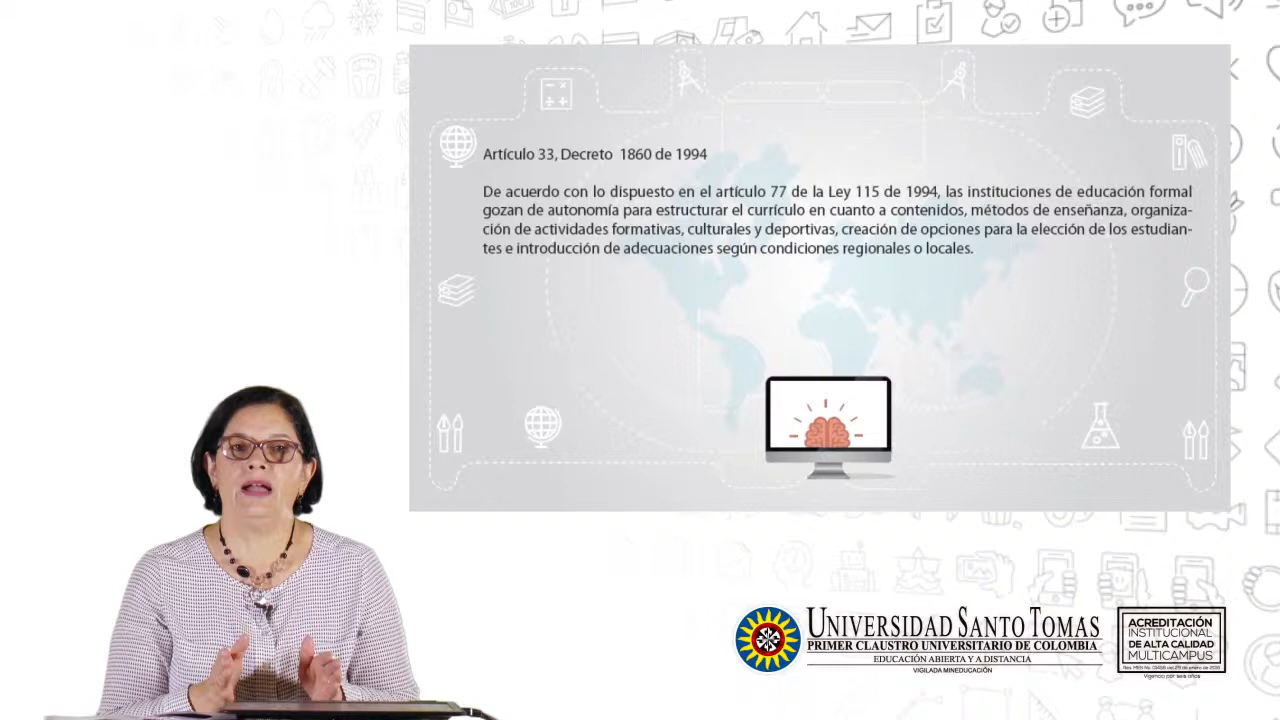 Artículo 33, Decreto 1860 de 1994
De acuerdo con lo dispuesto en el artículo 77 de la Ley 115 de 1994, las instituciones de educación formal
gozan de autonomía para estructurar el currículo en cuanto a contenidos, métodos de enseñanza, organiza-
ción de actividades formativas, culturales y deportivas, creación de opciones para la elección de los estudian-
tes e introducción de adecuaciones según condiciones regionales o locales.
UNIVERSIDAD SANTO TOMAS
PRIMER CLAUSTRO UNIVERSITARIO DE COLOMBIA
EDUCACIÓN ABIERTA Y A DISTANCIA
VIGILADA MINEDUCACIÓN
ACREDITACIÓN
INSTITUCIONAL
DE ALTA CALIDAD
MULTICAMPUS
Vigencia por seis años